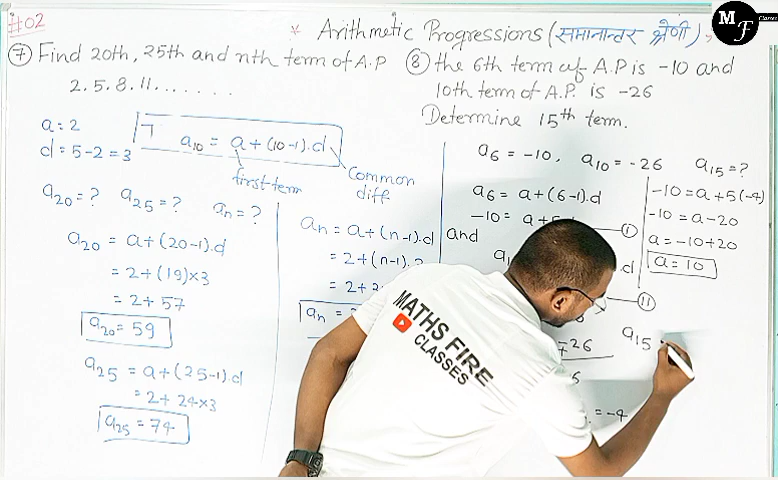 #02
* Arithmetic Progressions (समानान्तर श्रेणी)
MF Classes
⑦ Find 20th, 25th and nth term of A.P
2.5.8.11.......
a = 2
d = 5-2 = 3
a10 = a + (10-1).d
first term
Common diff
a20 = ? a25 = ? an = ?
a20 = a + (20-1).d
= 2 + (19)×3
= 2 + 57
a20 = 59
a25 = a + (25-1).d
= 2 + 24×3
a25 = 74
an = a + (n-1).d
= 2 + (n-1).
= 2 +
an =
⑧ the 6th term of A.P is -10 and
10th term of A.P. is -26
Determine 15th term.
a6 = -10, a10 = -26 a15 = ?
a6 = a + (6-1).d
-10 = a +
①
and
.d
⑪
-26
= -4
-10 = a + 5(-4)
-10 = a - 20
a = -10 + 20
a = 10
a15
MATHS FIRE
CLASSES